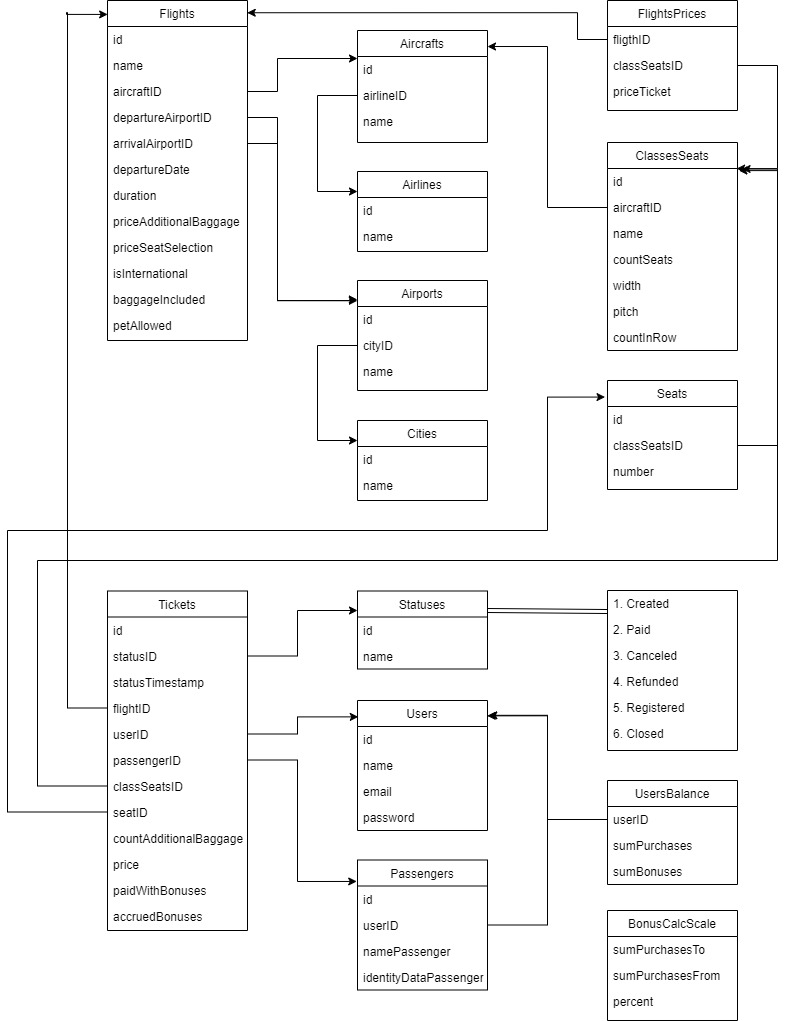 Flights
id
name
aircraftID
departureAirportID
arrivalAirportID
departureDate
duration
priceAdditionalBaggage
priceSeatSelection
isInternational
baggageIncluded
petAllowed
Aircrafts
id
airlineID
name
Airlines
id
name
Airports
id
cityID
name
Cities
id
name
FlightsPrices
fligthID
classSeatsID
priceTicket
ClassesSeats
id
aircraftID
name
countSeats
width
pitch
countInRow
Seats
id
classSeatsID
number
Tickets
id
statusID
statusTimestamp
flightID
userID
passengerID
classSeatsID
seatID
countAdditionalBaggage
price
paidWithBonuses
accruedBonuses
Statuses
id
name
1. Created
2. Paid
3. Canceled
4. Refunded
5. Registered
6. Closed
Users
id
name
email
password
Passengers
id
userID
namePassenger
identityDataPassenger
UsersBalance
userID
sumPurchases
sumBonuses
BonusCalcScale
sumPurchasesTo
sumPurchasesFrom
percent